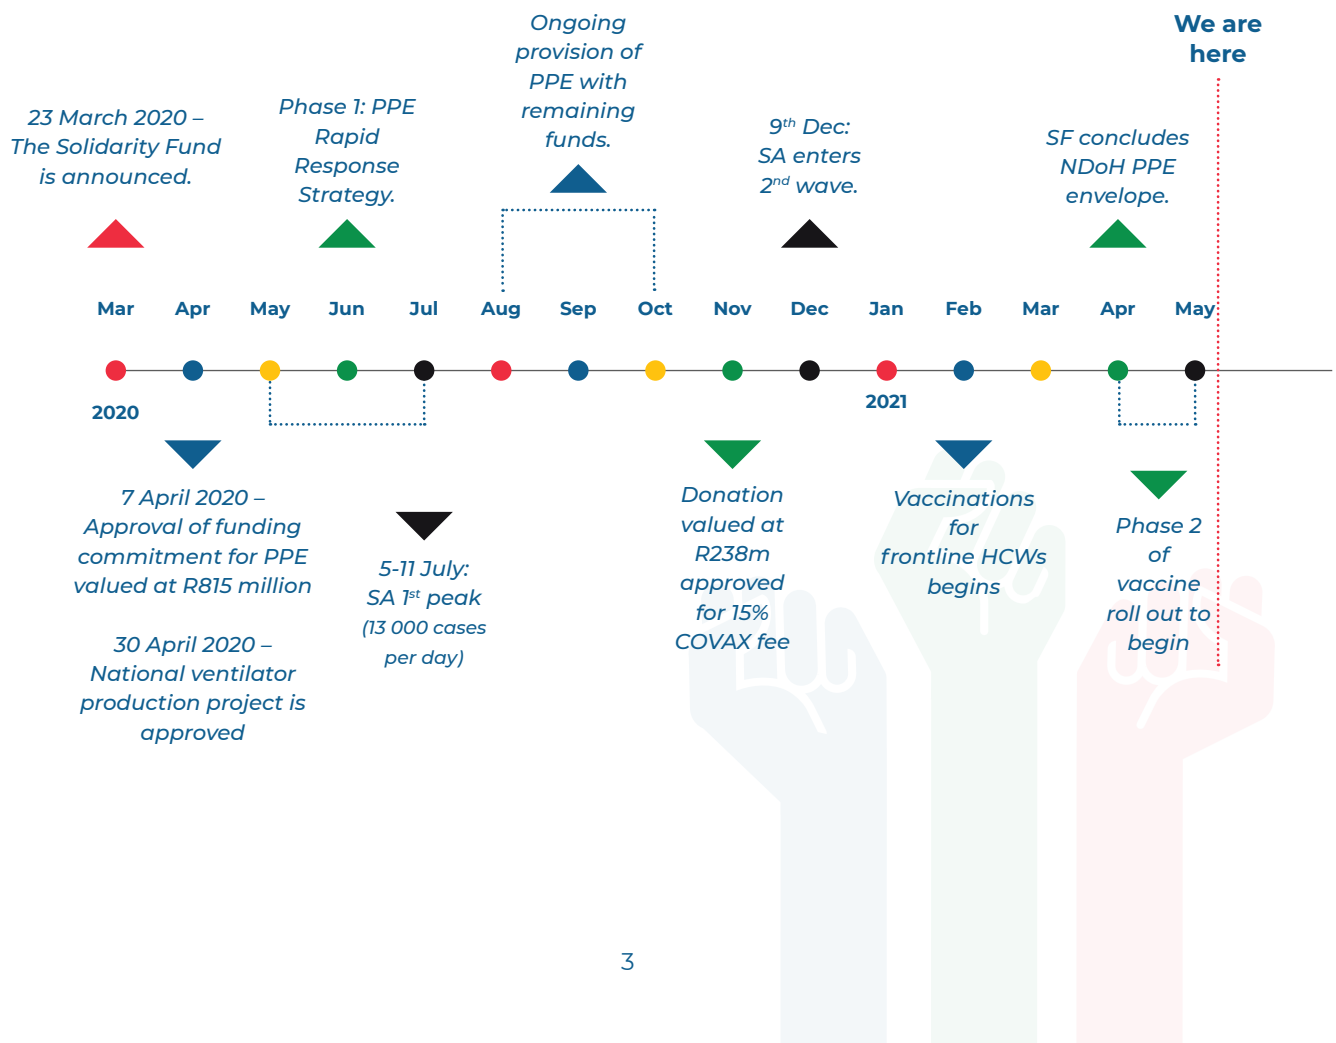 We are
here
23 March 2020 –
The Solidarity Fund
is announced.
Phase 1: PPE
Rapid
Response
Strategy.
Ongoing
provision of
PPE with
remaining
funds.
9th Dec:
SA enters
2nd wave.
SF concludes
NDoH PPE
envelope.
Mar Apr May Jun Jul Aug Sep Oct Nov Dec Jan Feb Mar Apr May
2020 2021
7 April 2020 –
Approval of funding
commitment for PPE
valued at R815 million
30 April 2020 –
National ventilator
production project is
approved
5-11 July:
SA 1st peak
(13 000 cases
per day)
Donation
valued at
R238m
approved
for 15%
COVAX fee
Vaccinations
for
frontline HCWs
begins
Phase 2
of
vaccine
roll out to
begin
3